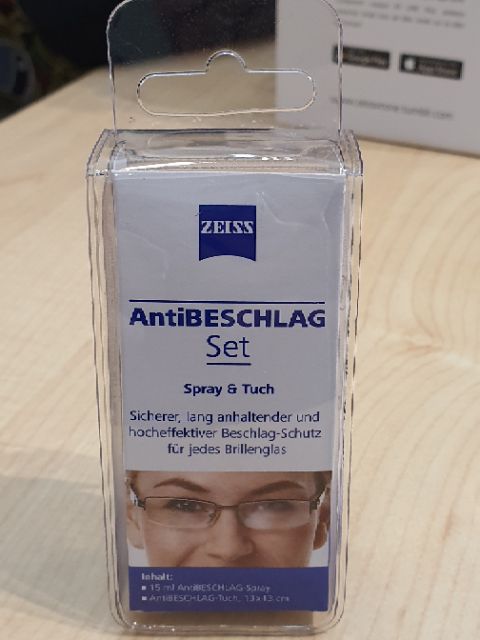 ZEISS
AntiBESCHLAG
Set
Spray & Tuch
Sicherer, lang anhaltender und
hocheffektiver Beschlag-Schutz
für jedes Brillenglas
Inhalt:
▪ 15 ml AntiBESCHLAG-Spray
▪ AntiBESCHLAG-Tuch, 13x13 cm